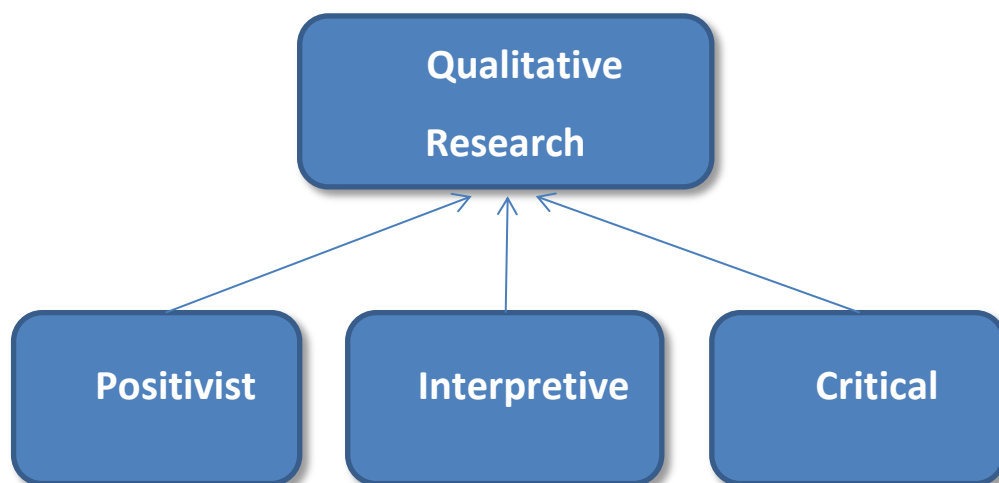 Qualitative
Research
Positivist
Interpretive
Critical